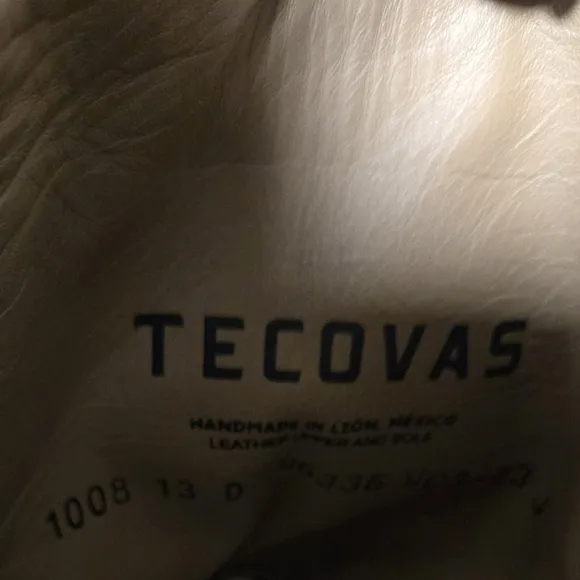 TECOVAS
HANDMADE IN LEÓN, MÉXICO
LEATHER UPPER AND SOLE
1008 13 D